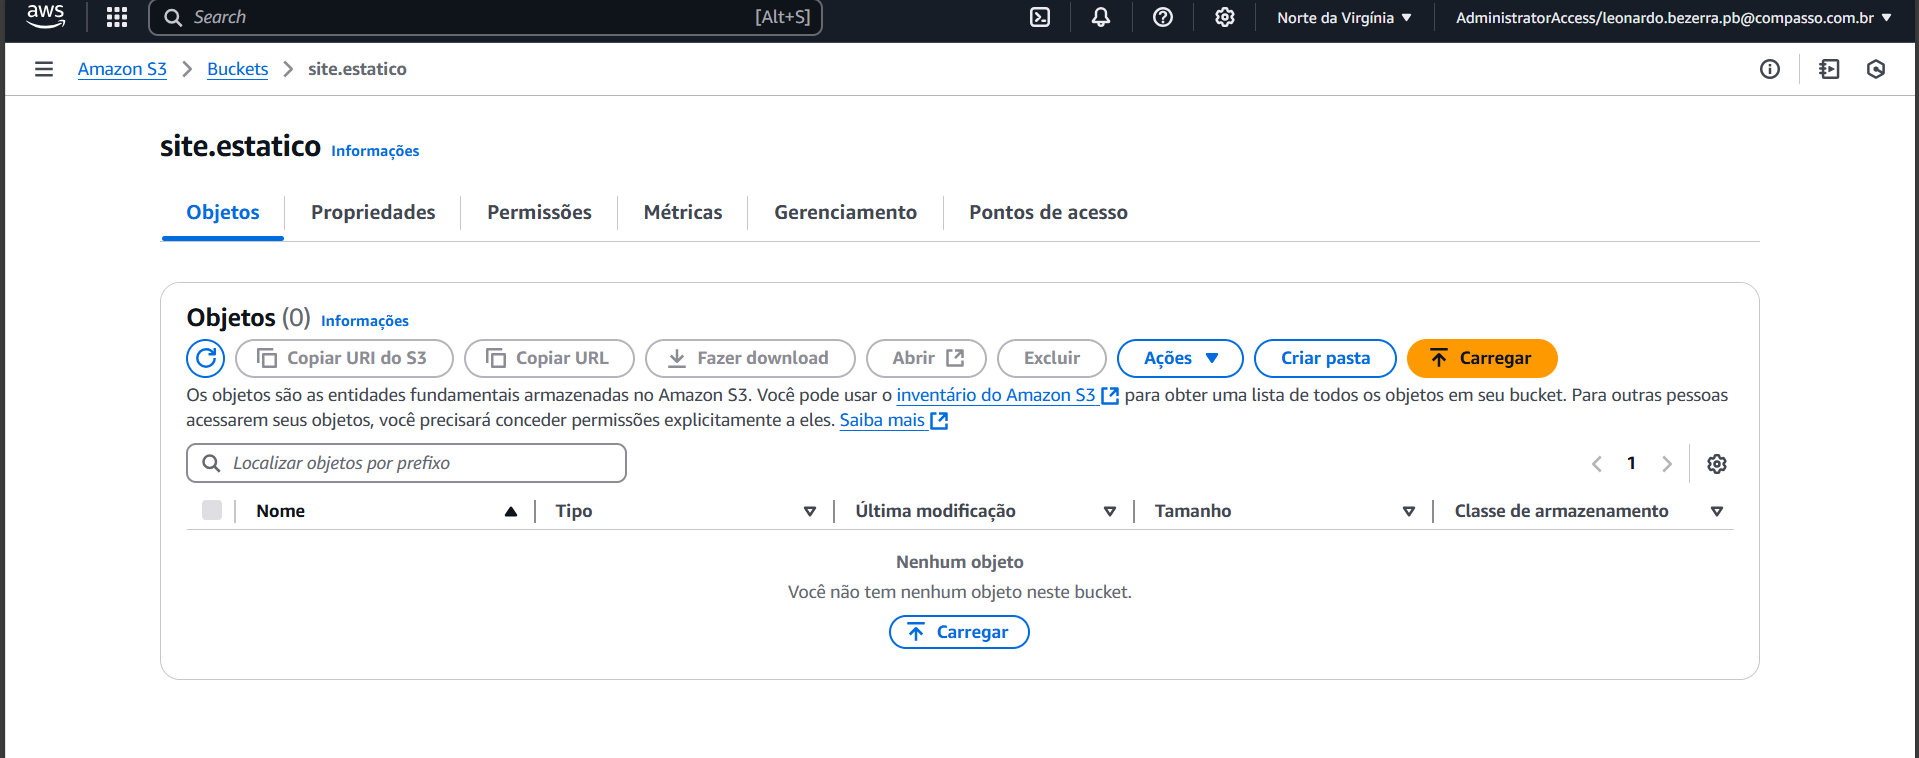 aws
Search
[Alt+S]
Norte da Virgínia
AdministratorAccess/leonardo.bezerra.pb@compasso.com.br
Amazon S3
Buckets
site.estatico
site.estatico
Informações
Objetos
Propriedades
Permissões
Métricas
Gerenciamento
Pontos de acesso
Objetos (0)
Informações
Copiar URI do S3
Copiar URL
Fazer download
Abrir
Excluir
Ações
Criar pasta
Carregar
Os objetos são as entidades fundamentais armazenadas no Amazon S3. Você pode usar o inventário do Amazon S3 para obter uma lista de todos os objetos em seu bucket. Para outras pessoas
acessarem seus objetos, você precisará conceder permissões explicitamente a eles. Saiba mais
Localizar objetos por prefixo
1
Nome
Tipo
Última modificação
Tamanho
Classe de armazenamento
Nenhum objeto
Você não tem nenhum objeto neste bucket.
Carregar